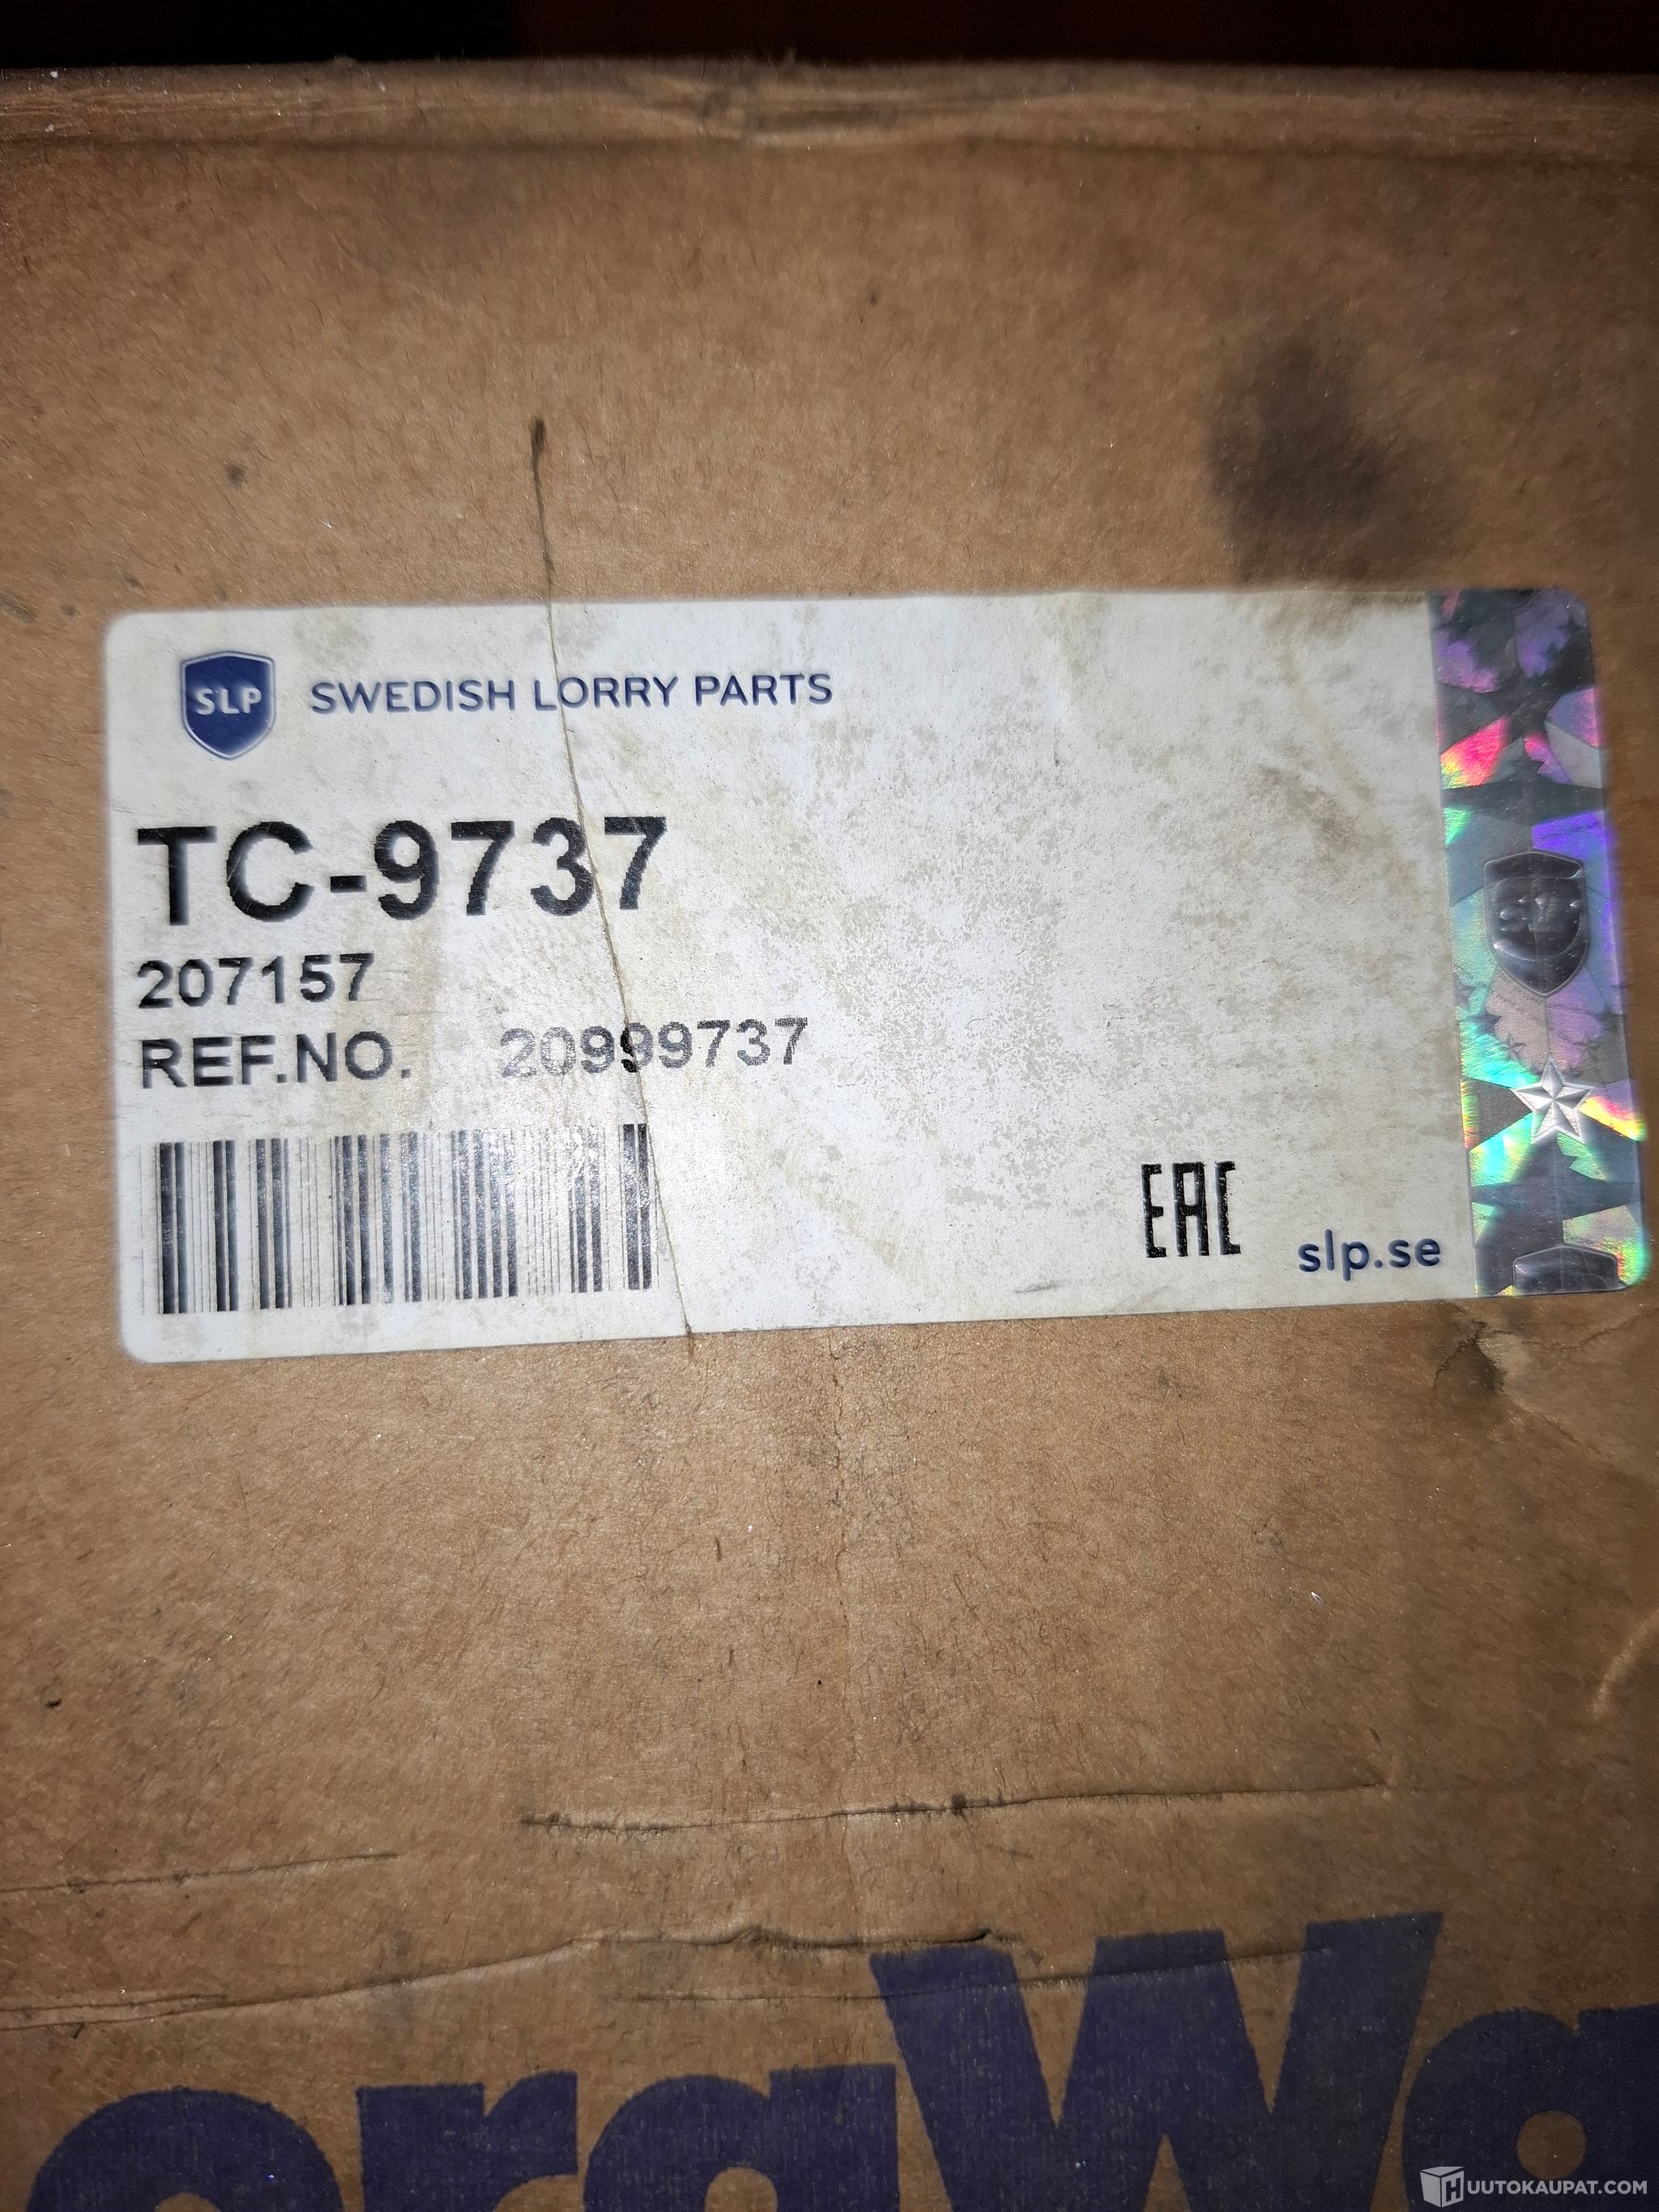 SLP SWEDISH LORRY PARTS
TC-9737
207157
REF.NO. 20999737
EAC
slp.se
HUUTOKAUPAT.COM